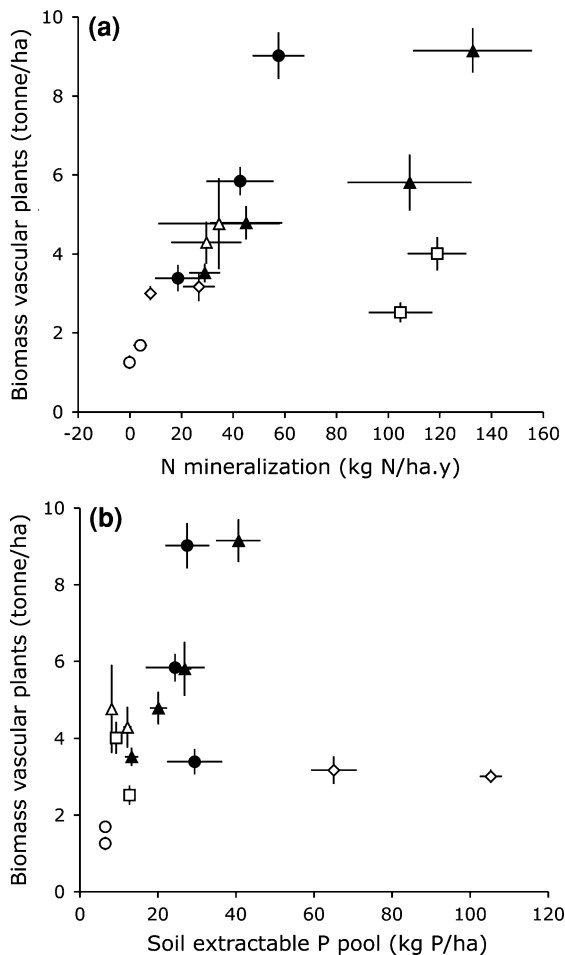 (a)
Biomass vascular plants (tonne/ha)
10
8
6
4
2
0
-20 0 20 40 60 80 100 120 140 160
N mineralization (kg N/ha.y)
(b)
Biomass vascular plants (tonne/ha)
10
8
6
4
2
0
0 20 40 60 80 100 120
Soil extractable P pool (kg P/ha)